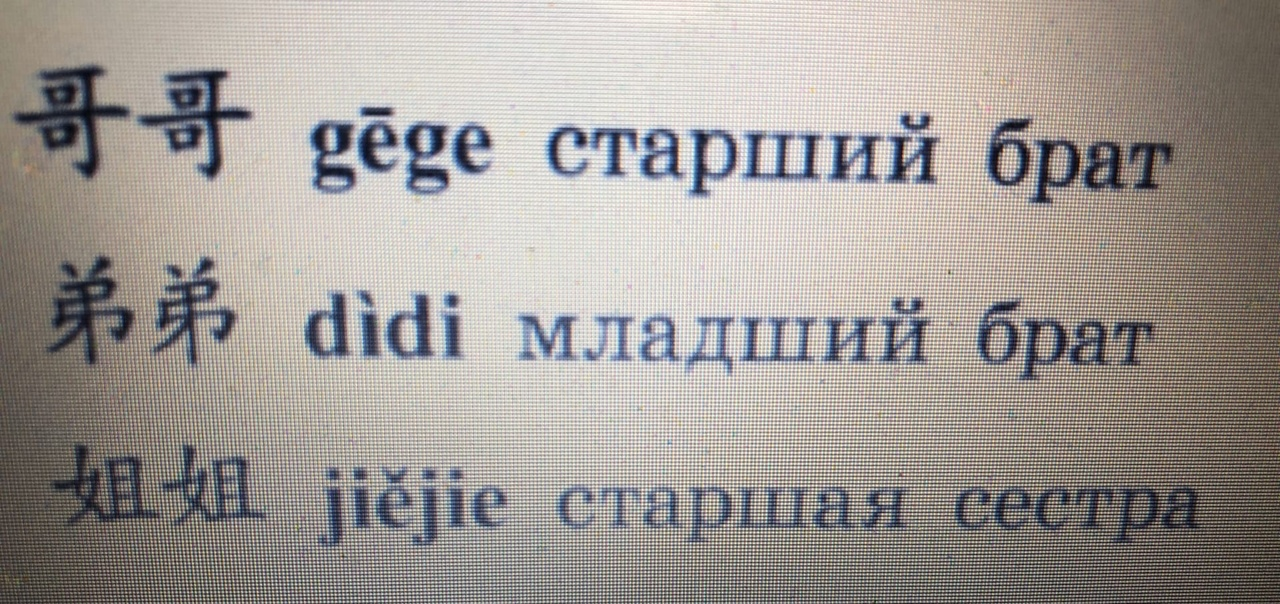 哥哥 gēge старший брат
弟弟 dìdi младший брат
姐姐 jiějie старшая сестра